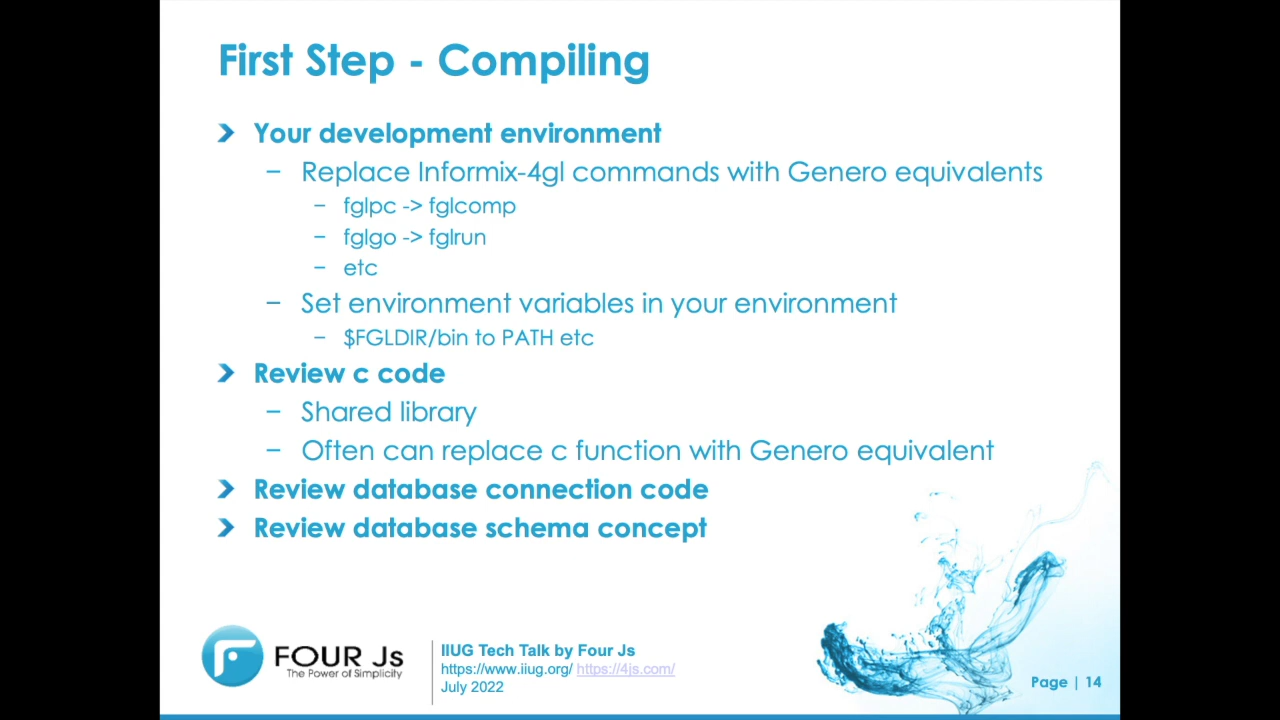 First Step - Compiling
Your development environment
− Replace Informix-4gl commands with Genero equivalents
− fglpc -> fglcomp
− fglgo -> fglrun
− etc
− Set environment variables in your environment
− $FGLDIR/bin to PATH etc
Review c code
− Shared library
− Often can replace c function with Genero equivalent
Review database connection code
Review database schema concept
FOUR Js
The Power of Simplicity
IIUG Tech Talk by Four Js
https://www.iiug.org/ https://4js.com/
July 2022
Page | 14